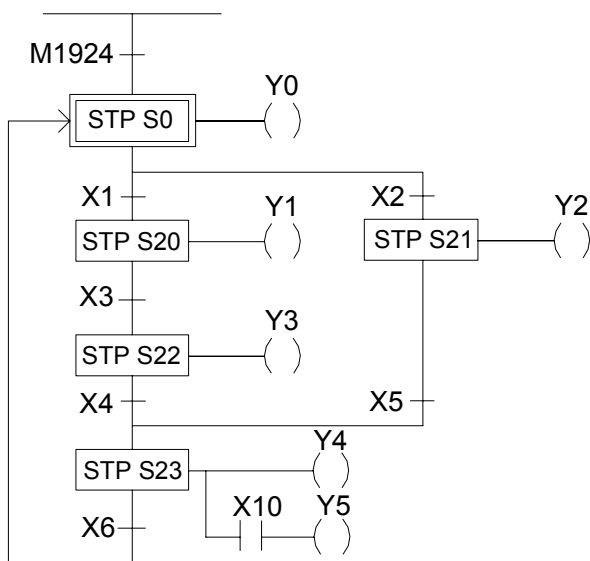 M1924
Y0
STP S0
X1
Y1
X2
Y2
STP S20
STP S21
X3
Y3
STP S22
X4
X5
Y4
STP S23
X10
Y5
X6